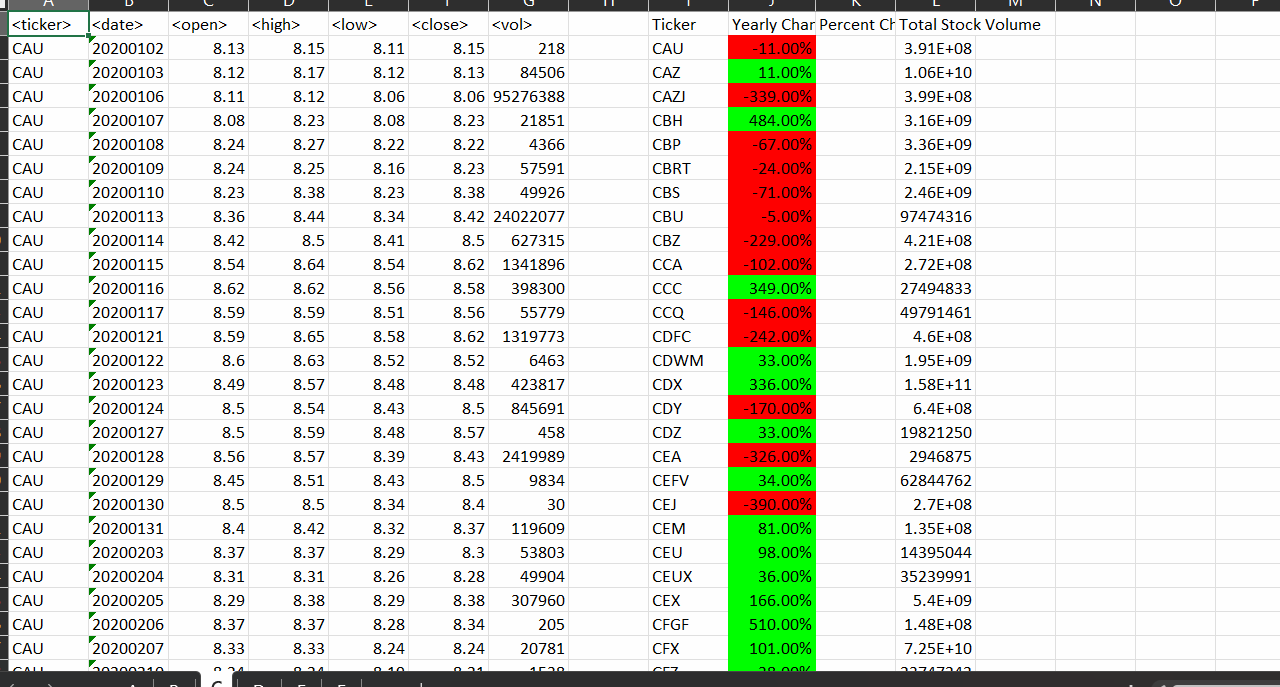 <ticker> <date> <open> <high> <low> <close> <vol> Ticker Yearly Char Percent Ch Total Stock Volume
CAU 20200102 8.13 8.15 8.11 8.15 218 CAU -11.00% 3.91E+08
CAU 20200103 8.12 8.17 8.12 8.13 84506 CAZ 11.00% 1.06E+10
CAU 20200106 8.11 8.12 8.06 8.06 95276388 CAZJ -339.00% 3.99E+08
CAU 20200107 8.08 8.23 8.08 8.23 21851 CBH 484.00% 3.16E+09
CAU 20200108 8.24 8.27 8.22 8.22 4366 CBP -67.00% 3.36E+09
CAU 20200109 8.24 8.25 8.16 8.23 57591 CBRT -24.00% 2.15E+09
CAU 20200110 8.23 8.38 8.23 8.38 49926 CBS -71.00% 2.46E+09
CAU 20200113 8.36 8.44 8.34 8.42 24022077 CBU -5.00% 97474316
CAU 20200114 8.42 8.5 8.41 8.5 627315 CBZ -229.00% 4.21E+08
CAU 20200115 8.54 8.64 8.54 8.62 1341896 CCA -102.00% 2.72E+08
CAU 20200116 8.62 8.62 8.56 8.58 398300 CCC 349.00% 27494833
CAU 20200117 8.59 8.59 8.51 8.56 55779 CCQ -146.00% 49791461
CAU 20200121 8.59 8.65 8.58 8.62 1319773 CDFC -242.00% 4.6E+08
CAU 20200122 8.6 8.63 8.52 8.52 6463 CDWM 33.00% 1.95E+09
CAU 20200123 8.49 8.57 8.48 8.48 423817 CDX 336.00% 1.58E+11
CAU 20200124 8.5 8.54 8.43 8.5 845691 CDY -170.00% 6.4E+08
CAU 20200127 8.5 8.59 8.48 8.57 458 CDZ 33.00% 19821250
CAU 20200128 8.56 8.57 8.39 8.43 2419989 CEA -326.00% 2946875
CAU 20200129 8.45 8.51 8.43 8.5 9834 CEFV 34.00% 62844762
CAU 20200130 8.5 8.5 8.34 8.4 30 CEJ -390.00% 2.7E+08
CAU 20200131 8.4 8.42 8.32 8.37 119609 CEM 81.00% 1.35E+08
CAU 20200203 8.37 8.37 8.29 8.3 53803 CEU 98.00% 14395044
CAU 20200204 8.31 8.31 8.26 8.28 49904 CEUX 36.00% 35239991
CAU 20200205 8.29 8.38 8.29 8.38 307960 CEX 166.00% 5.4E+09
CAU 20200206 8.37 8.37 8.28 8.34 205 CFGF 510.00% 1.48E+08
CAU 20200207 8.33 8.33 8.24 8.24 20781 CFX 101.00% 7.25E+10